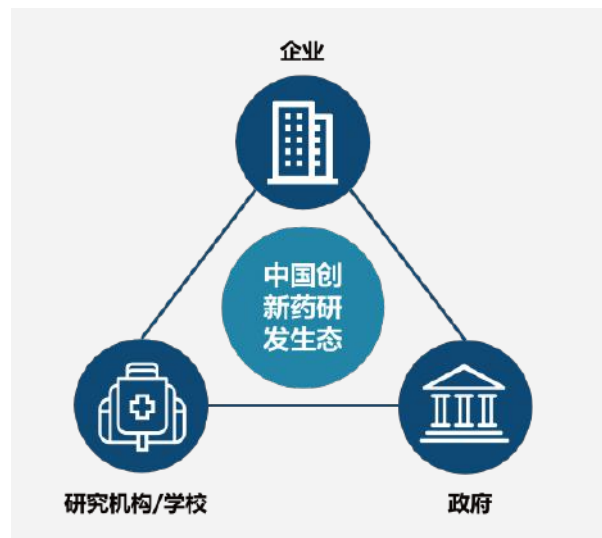 企业
中国创
新药研
发生态
研究机构/学校
政府